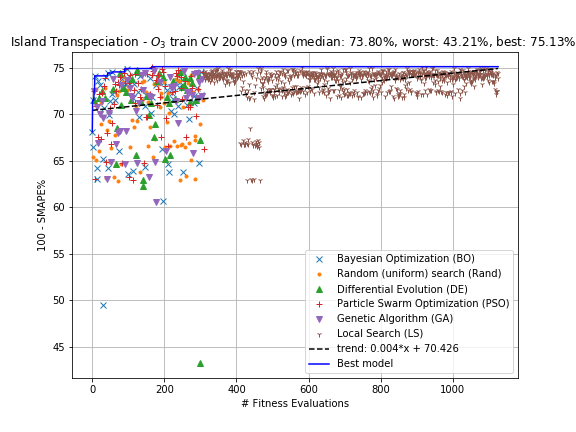 Island Transpeciation - O₃ train CV 2000-2009 (median: 73.80%, worst: 43.21%, best: 75.13%
100 - SMAPE%
75
70
65
60
55
50
45
Bayesian Optimization (BO)
Random (uniform) search (Rand)
Differential Evolution (DE)
Particle Swarm Optimization (PSO)
Genetic Algorithm (GA)
Local Search (LS)
trend: 0.004*x + 70.426
Best model
0 200 400 600 800 1000
# Fitness Evaluations